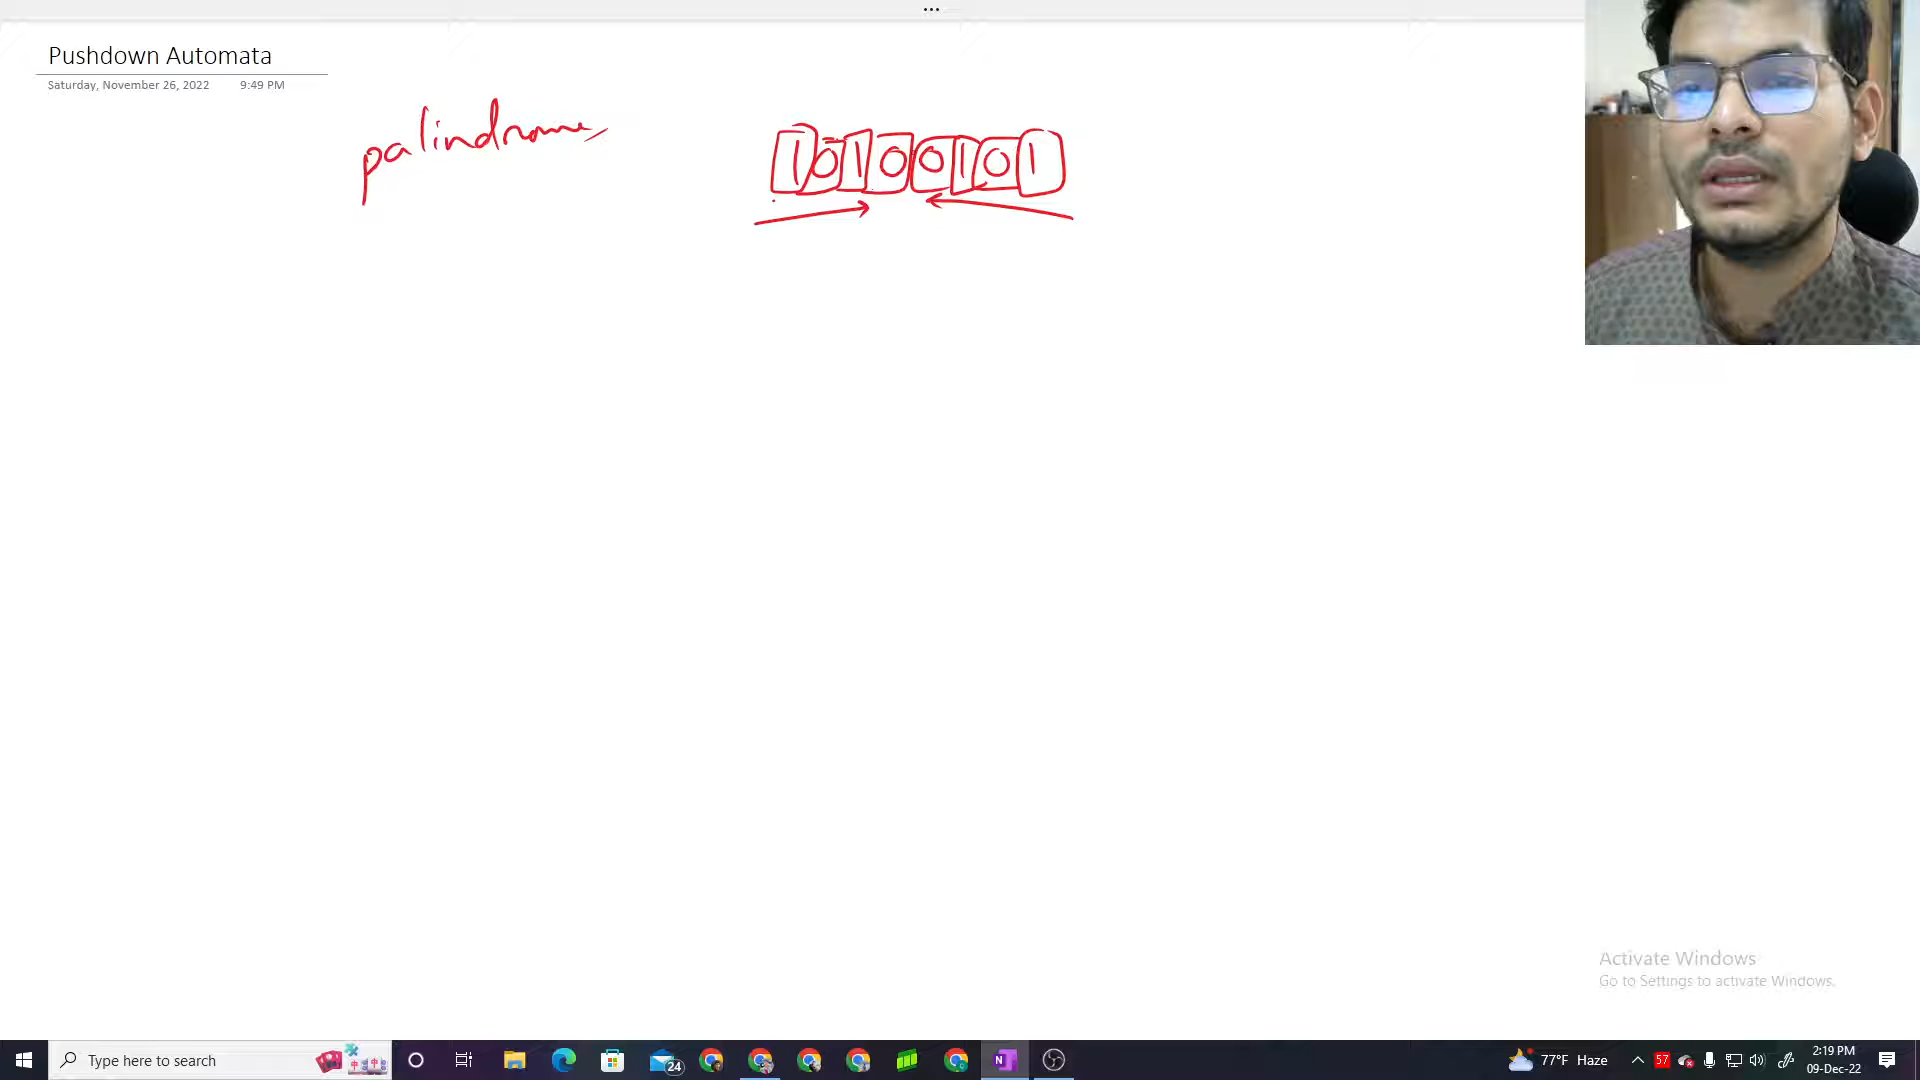 Pushdown Automata
Saturday, November 26, 2022 9:49 PM
palindrome
1 0 1 0 0 1 0 1
Activate Windows
Go to Settings to activate Windows.
Type here to search
24
N
77°F Haze
57
2:19 PM
09-Dec-22